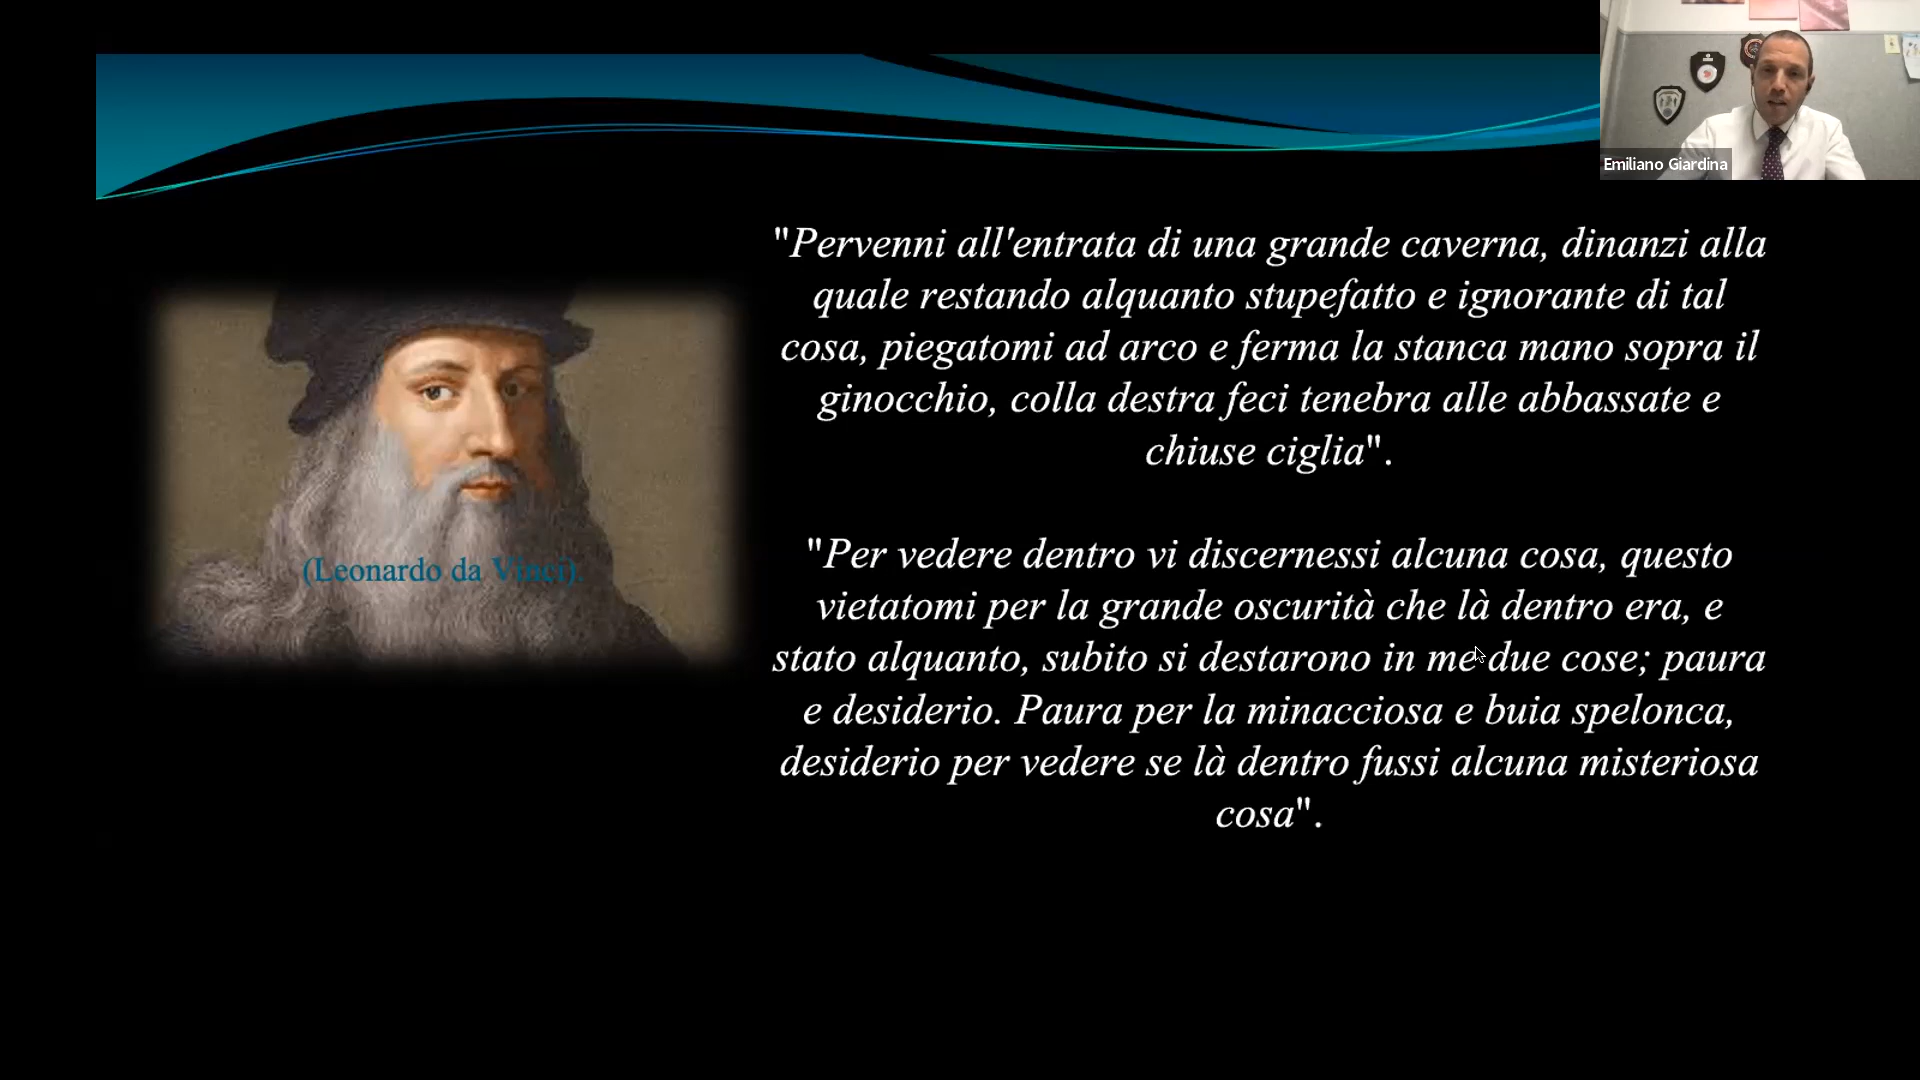 Emiliano Giardina
"Pervenni all'entrata di una grande caverna, dinanzi alla
quale restando alquanto stupefatto e ignorante di tal
cosa, piegatomi ad arco e ferma la stanca mano sopra il
ginocchio, colla destra feci tenebra alle abbassate e
chiuse ciglia".
"Per vedere dentro vi discernessi alcuna cosa, questo
vietatomi per la grande oscurità che là dentro era, e
stato alquanto, subito si destarono in me due cose; paura
e desiderio. Paura per la minacciosa e buia spelonca,
desiderio per vedere se là dentro fussi alcuna misteriosa
cosa".
(Leonardo da Vinci).